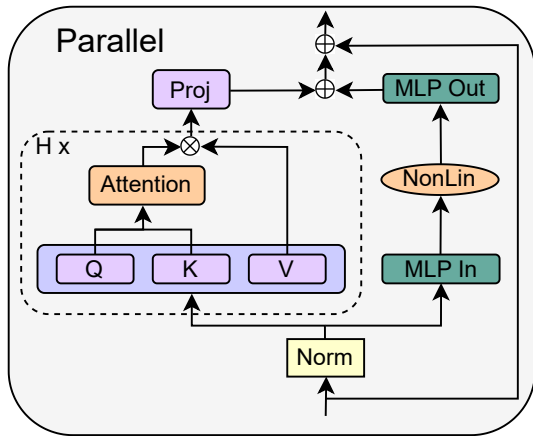 Parallel
Proj
MLP Out
H x
Attention
NonLin
Q
K
V
MLP In
Norm